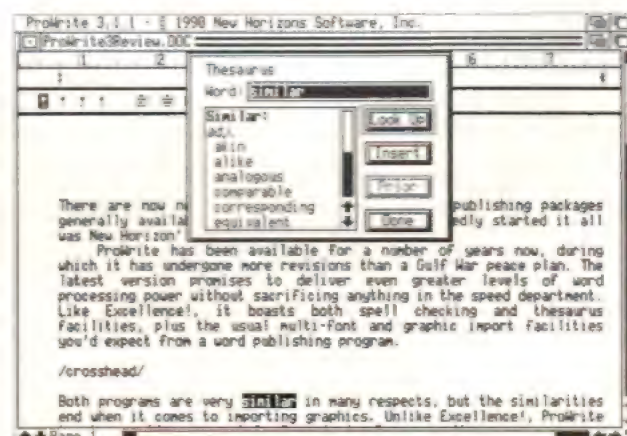 ProWrite 3.1 | - © 1990 New Horizons Software, Inc.
ProWrite3Review.DOC
1 2 6 7
Thesaurus
Word: similar
Similar:
adj.
akin
alike
analogous
comparable
corresponding
equivalent
Look Up
Insert
Prior
Done
There are now publishing packages
generally edly started it all
was New Horizon'
ProWrite has been available for a number of years now, during
which it has undergone more revisions than a Gulf War peace plan. The
latest version promises to deliver even greater levels of word
processing power without sacrificing anything in the speed department.
Like Excellence!, it boasts both spell checking and thesaurus
facilities, plus the usual multi-font and graphic import facilities
you'd expect from a word publishing program.
/crosshead/
Both programs are very similar in many respects, but the similarities
end when it comes to importing graphics. Unlike Excellence!, ProWrite
Page 1